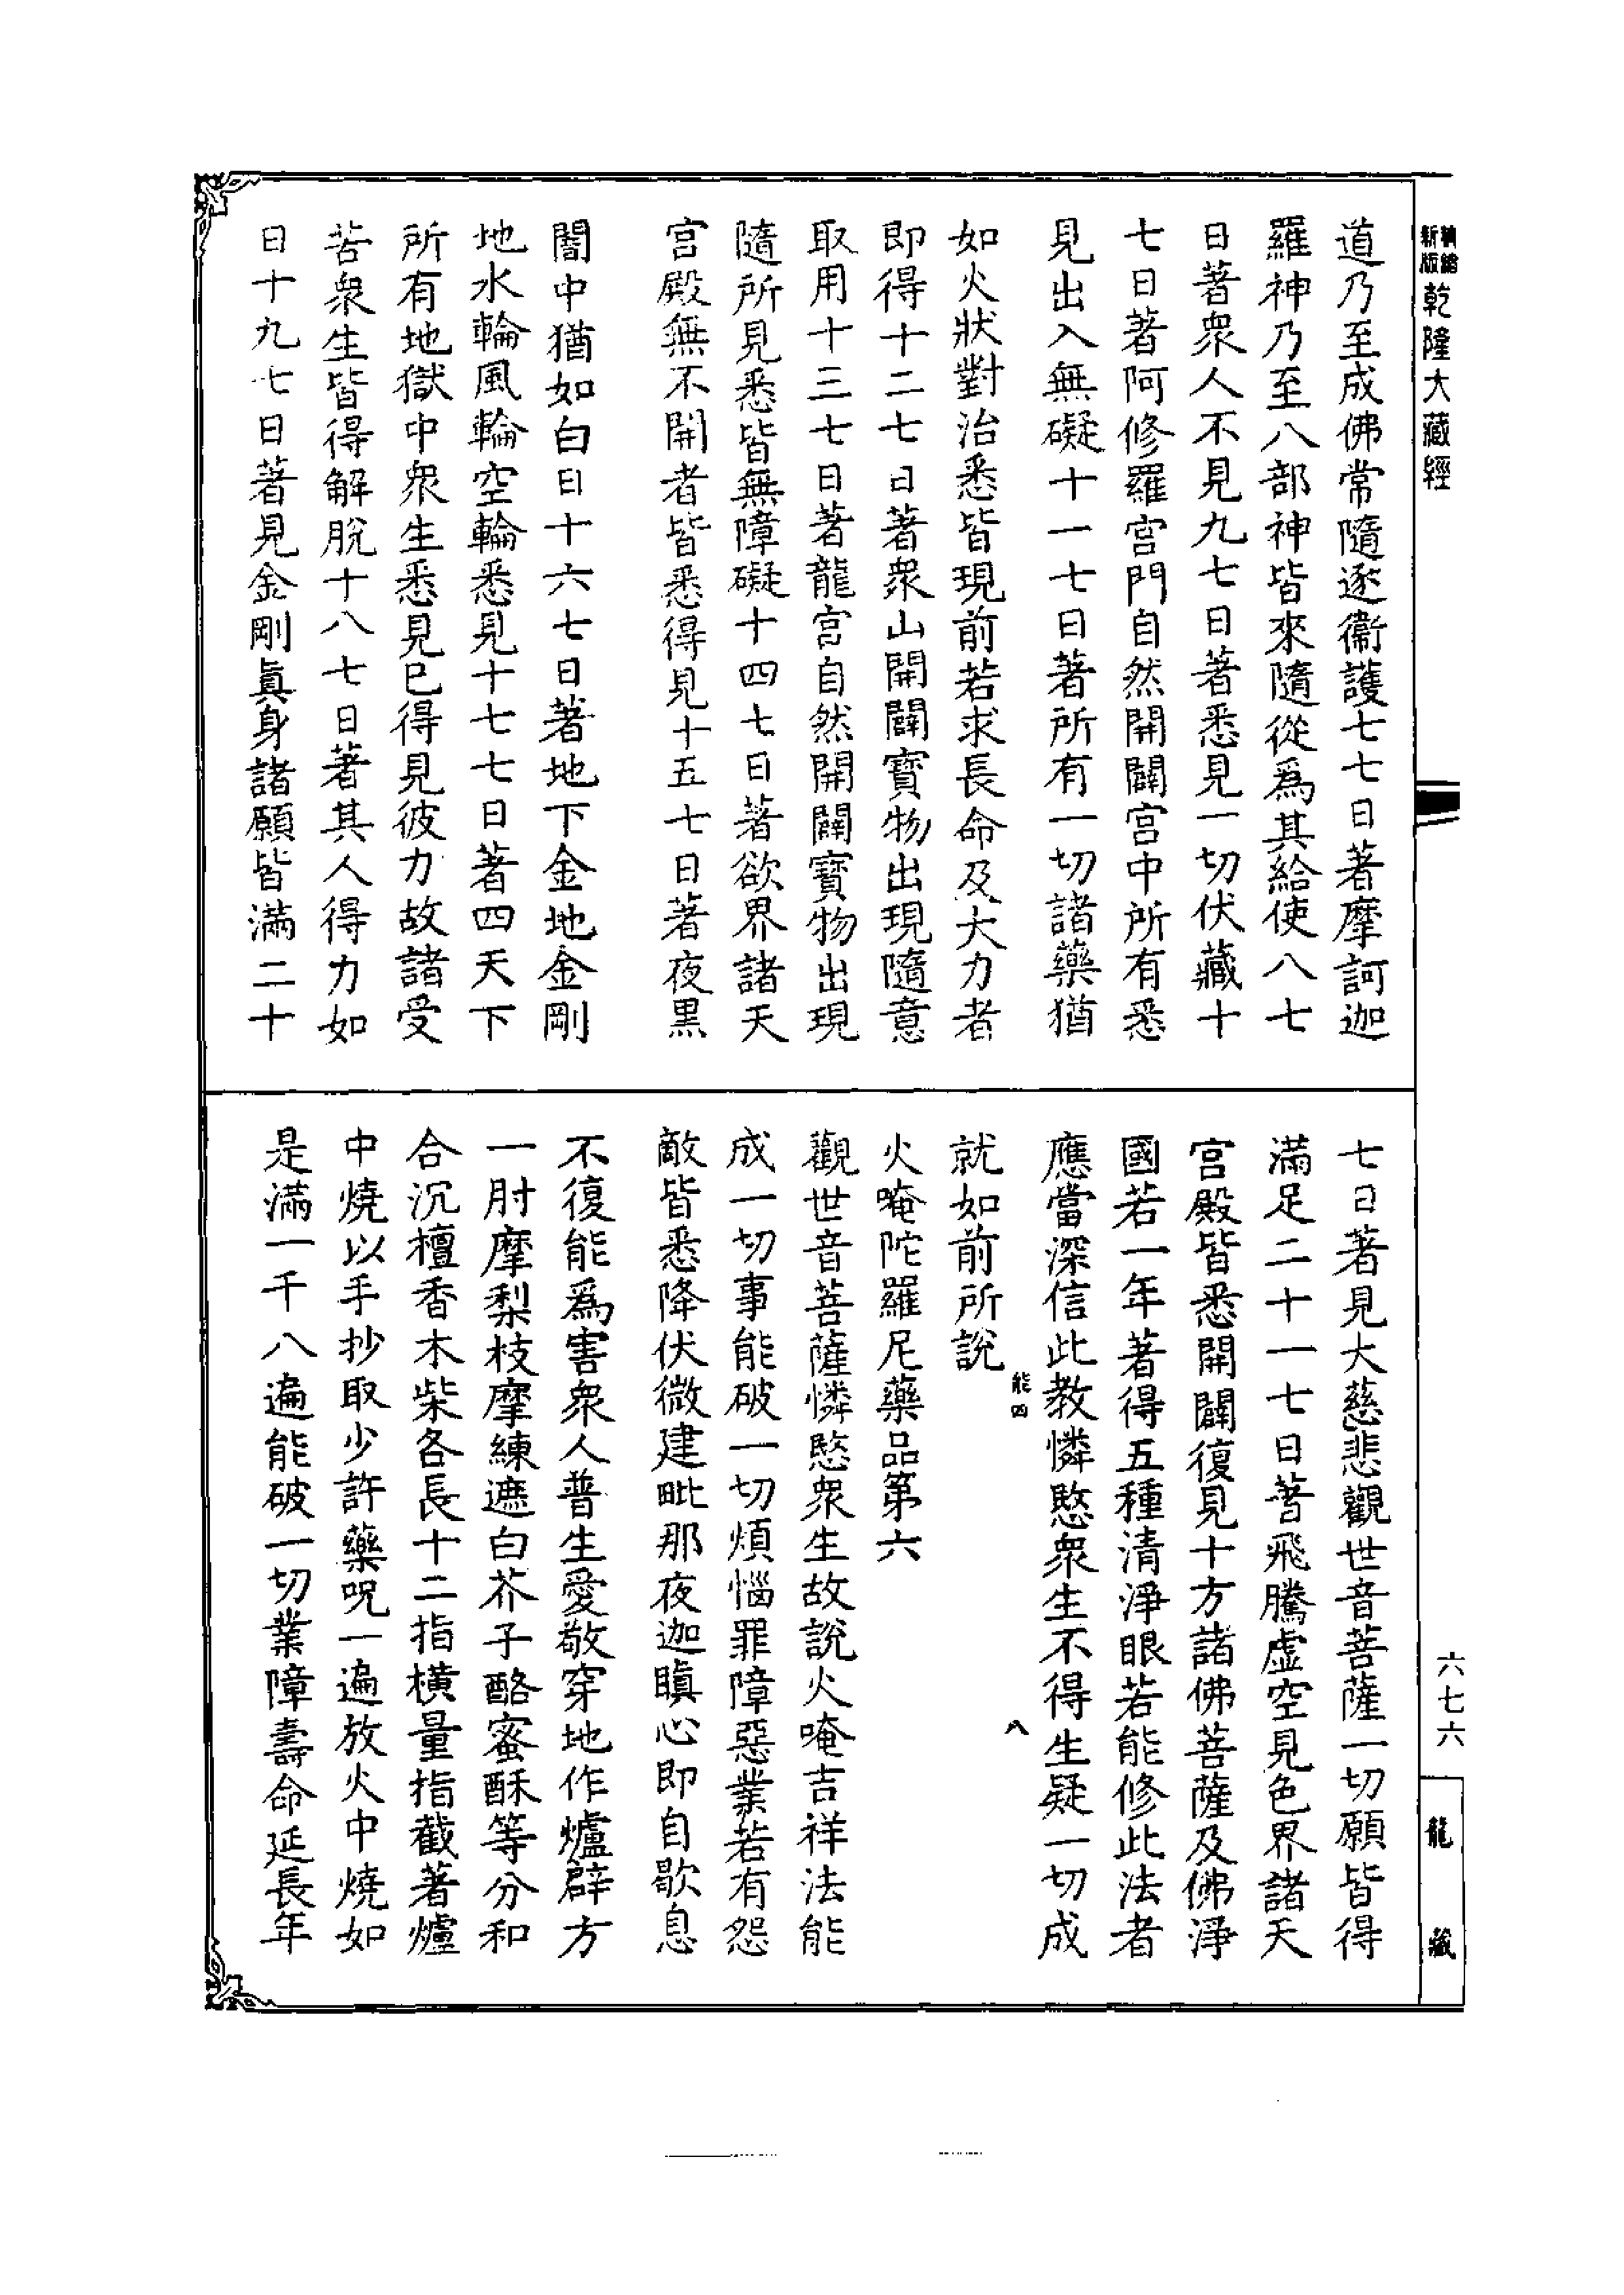 新版
乾隆大藏經
道乃至成佛常隨逐衞護七七日著摩訶迦
羅神乃至八部神皆來隨從爲其給使八七
日著衆人不見九七日著悉見一切伏藏十
七日著阿修羅宫門自然開闢宫中所有悉
見出入無礙十一七日著所有一切諸藥猶
如火狀對治悉皆現前若求長命及大力者
即得十二七日著衆山開闢寶物出現隨意
取用十三七日著龍宫自然開闢寶物出現
隨所見悉皆無障礙十四七日著欲界諸天
宫殿無不開者皆悉得見十五七日著夜黒
闇中猶如白日十六七日著地下金地金剛
地水輪風輪空輪悉見十七七日著四天下
所有地獄中衆生悉見巳得見彼力故諸受
苦衆生皆得解脫十八七日著其人得力如
日十九七日著見金剛眞身諸願皆滿二十
七日著見大慈悲觀世音菩薩一切願皆得
滿足二十一七日著飛騰虚空見色界諸天
宫殿皆悉開闢復見十方諸佛菩薩及佛淨
國若一年著得五種清淨眼若能修此法者
應當深信此教憐愍衆生不得生疑一切成
能四
八
就如前所說
火唵陀羅尼藥品第六
觀世音菩薩憐愍衆生故說火唵吉祥法能
成一切事能破一切煩惱罪障惡業若有怨
敵皆悉降伏微建毗那夜迦瞋心即自歇息
不復能爲害衆人普生愛敬穿地作爐辟方
一肘摩梨枝摩練遮白芥子酪蜜酥等分和
合沉檀香木柴各長十二指橫量指截著爐
中燒以手抄取少許藥呪一遍放火中燒如
是滿一千八遍能破一切業障壽命延長年
六七六
龍藏